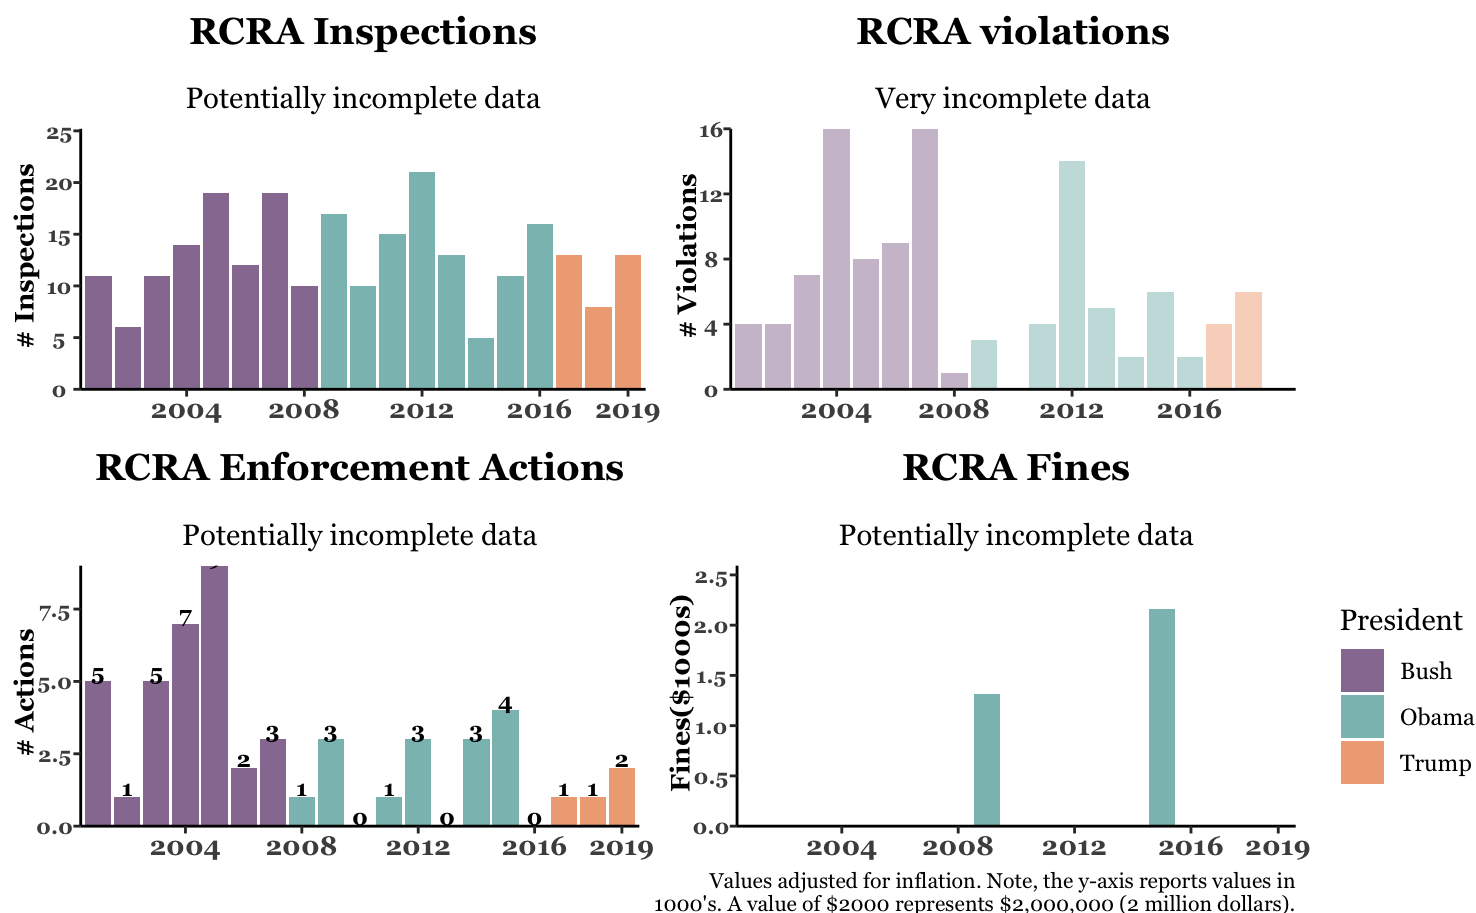 RCRA Inspections
Potentially incomplete data
# Inspections
25
20
15
10
5
0
2004 2008 2012 2016 2019
RCRA violations
Very incomplete data
# Violations
16
12
8
4
0
2004 2008 2012 2016
RCRA Enforcement Actions
Potentially incomplete data
# Actions
7.5
5.0
2.5
0.0
5 1 5 7 2 3 1 3 0 1 3 0 3 4 0 1 1 2
2004 2008 2012 2016 2019
RCRA Fines
Potentially incomplete data
Fines($1000s)
2.5
2.0
1.5
1.0
0.5
0.0
2004 2008 2012 2016 2019
President
Bush
Obama
Trump
Values adjusted for inflation. Note, the y-axis reports values in
1000's. A value of $2000 represents $2,000,000 (2 million dollars).